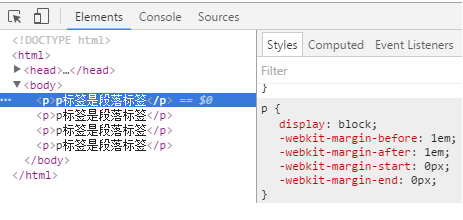 Elements Console Sources
<!DOCTYPE html>
<html>
<head>…</head>
<body>
… <p>p标签是段落标签</p> == $0
<p>p标签是段落标签</p>
<p>p标签是段落标签</p>
<p>p标签是段落标签</p>
</body>
</html>
Styles Computed Event Listeners
Filter
}
p {
display: block;
-webkit-margin-before: 1em;
-webkit-margin-after: 1em;
-webkit-margin-start: 0px;
-webkit-margin-end: 0px;
}